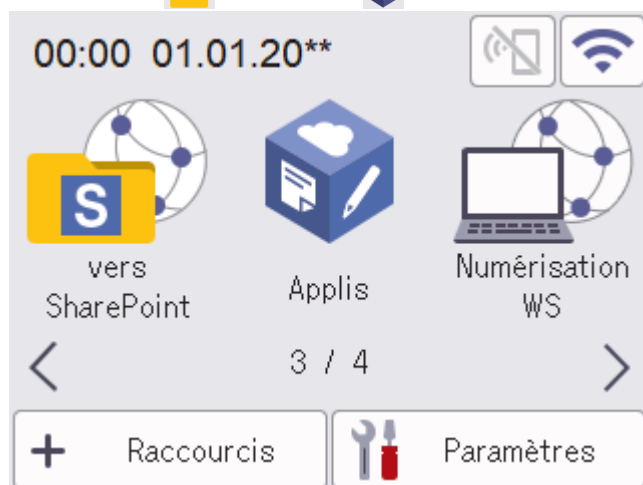 00:00 01.01.20**
S
vers
SharePoint
Applis
Numérisation
WS
3 / 4
+ Raccourcis
Paramètres